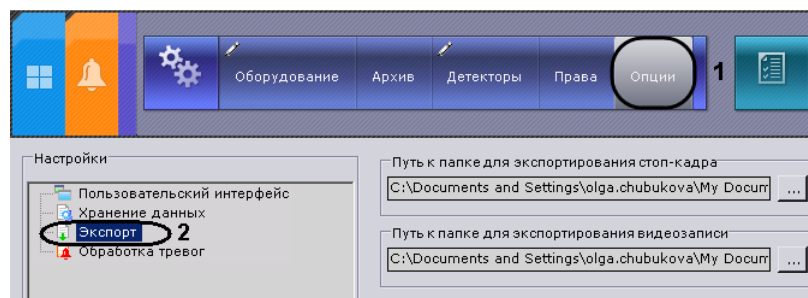 Оборудование Архив Детекторы Права Опции 1
Настройки
Пользовательский интерфейс
Хранение данных
Экспорт 2
Обработка тревог
Путь к папке для экспортирования стоп-кадра
C:\Documents and Settings\olga.chubukova\My Docum ...
Путь к папке для экспортирования видеозаписи
C:\Documents and Settings\olga.chubukova\My Docum ...